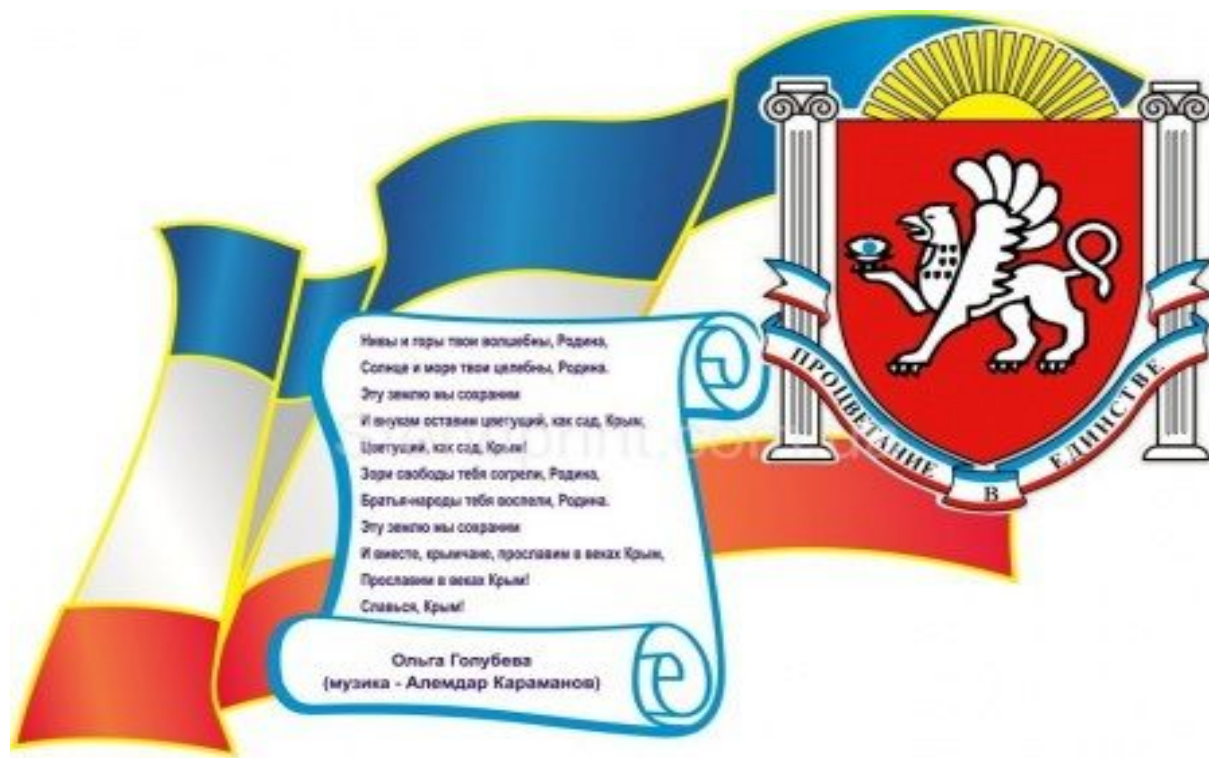 Нивы и горы твои волшебны, Родина,
Солнце и море твои целебны, Родина.
Эту землю мы сохраним
И внукам оставим цветущий, как сад, Крым,
Цветущий, как сад, Крым!
Зори свободы тебя согрели, Родина,
Братья-народы тебя воспели, Родина.
Эту землю мы сохраним
И вместе, крымчане, прославим в веках Крым,
Прославим в веках Крым!
Славься, Крым!
Ольга Голубева
(музика - Алемдар Караманов)
ПРОЦВЕТАНИЕ В ЕДИНСТВЕ